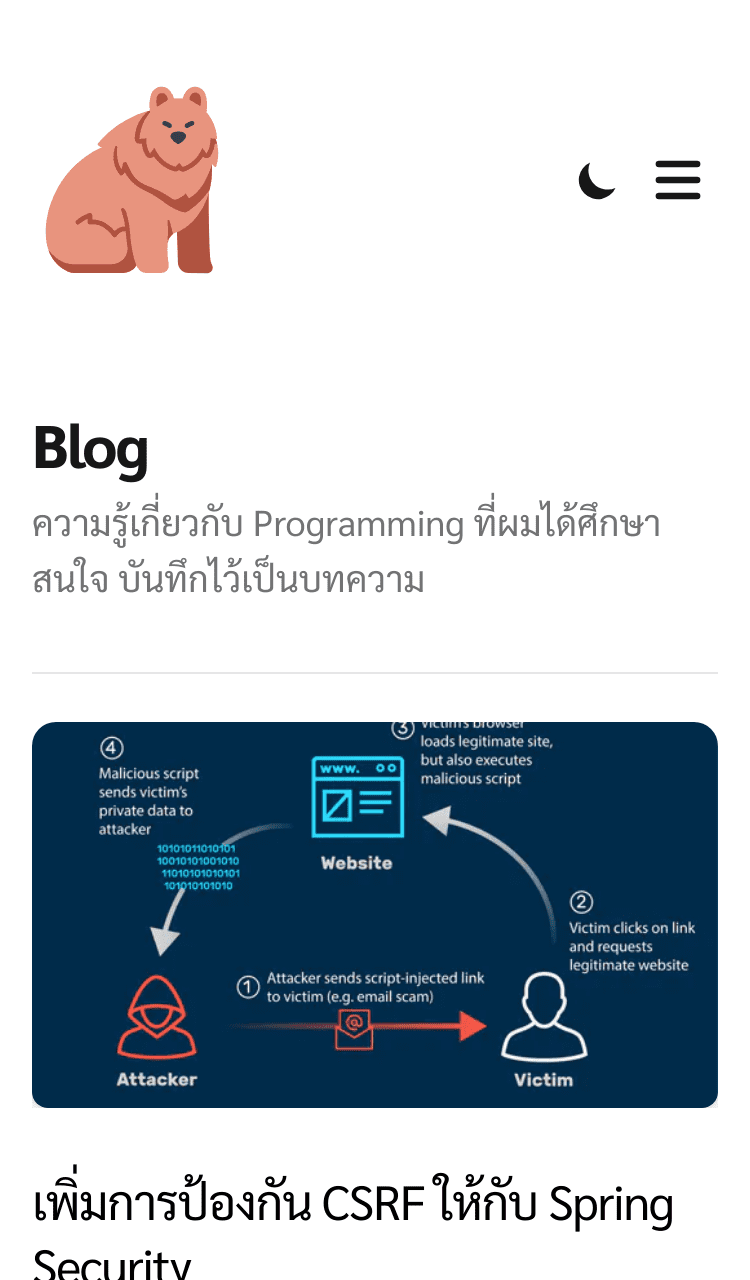 Blog
ความรู้เกี่ยวกับ Programming ที่ผมได้ศึกษา
สนใจ บันทึกไว้เป็นบทความ
4
Malicious script
sends victim's
private data to
attacker
3
Victim's browser
loads legitimate site,
but also executes
malicious script
www.
Website
10101011010101
10010101001010
11010101010101
101010101010
2
Victim clicks on link
and requests
legitimate website
1
Attacker sends script-injected link
to victim (e.g. email scam)
@
Attacker
Victim
เพิ่มการป้องกัน CSRF ให้กับ Spring
Security